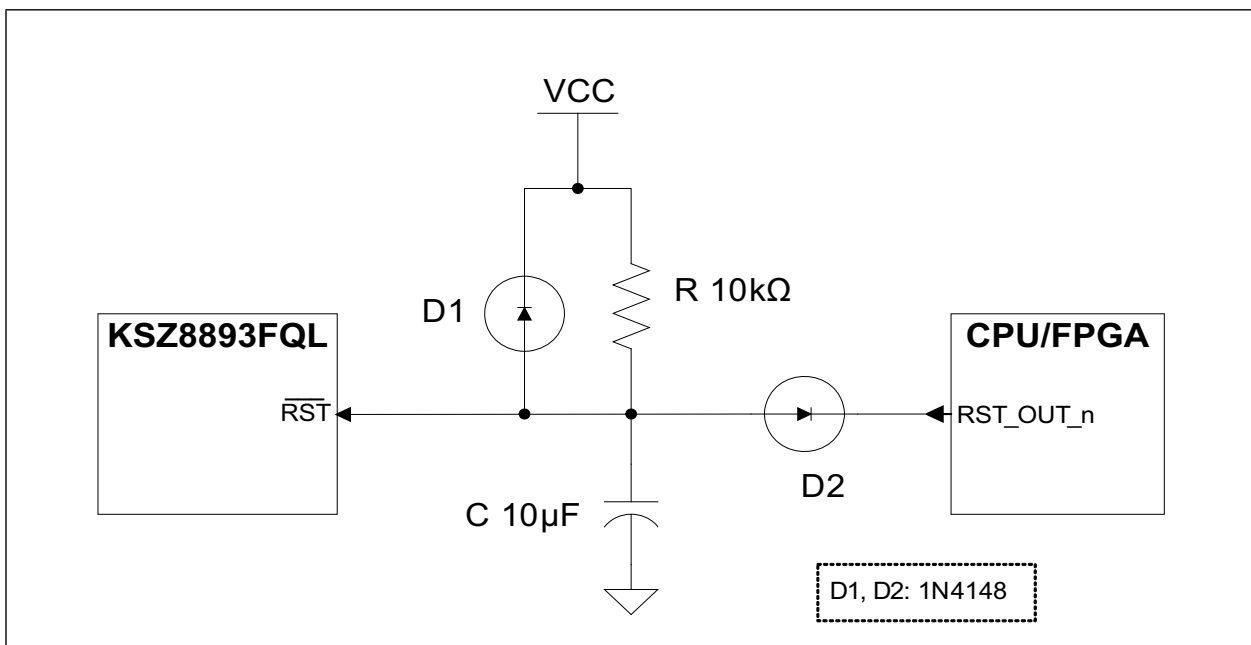 VCC
D1
R 10kΩ
KSZ8893FQL
CPU/FPGA
RST
RST_OUT_n
D2
C 10µF
D1, D2: 1N4148